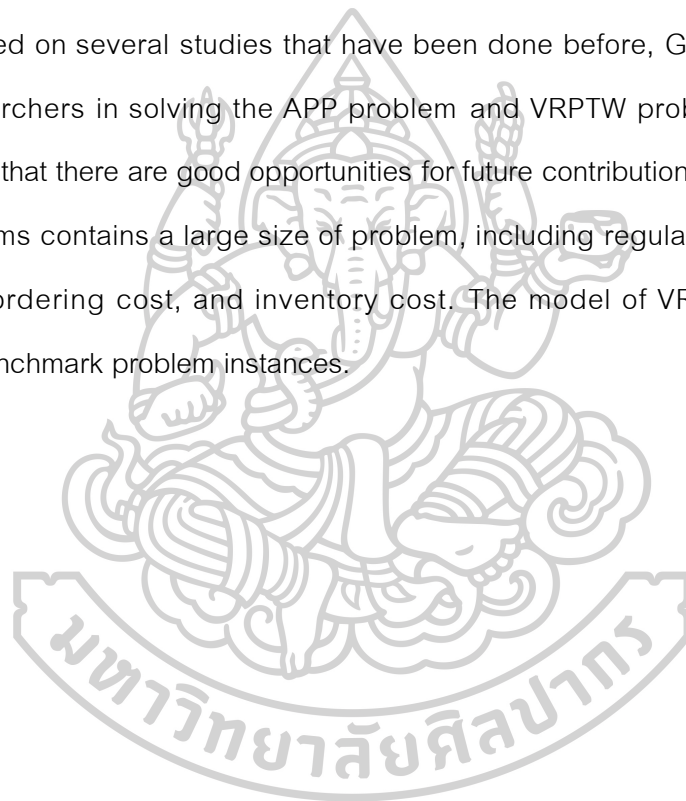 ed on several studies that have been done before, G
rchers in solving the APP problem and VRPTW prob
that there are good opportunities for future contribution
ms contains a large size of problem, including regula
ordering cost, and inventory cost. The model of VR
nchmark problem instances.
มหาวิทยาลัยศิลปากร